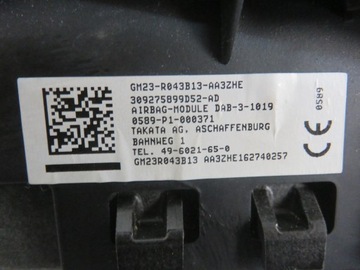 GM23-R043B13-AA3ZHE
309275899D52-AD
AIRBAG-MODULE DAB-3-1019
0589-P1-000371
TAKATA AG. ASCHAFFENBURG
BAHNWEG 1
TEL. 49-6021-65-0
GM23R043B13 AA3ZHE162740257
CE 0589